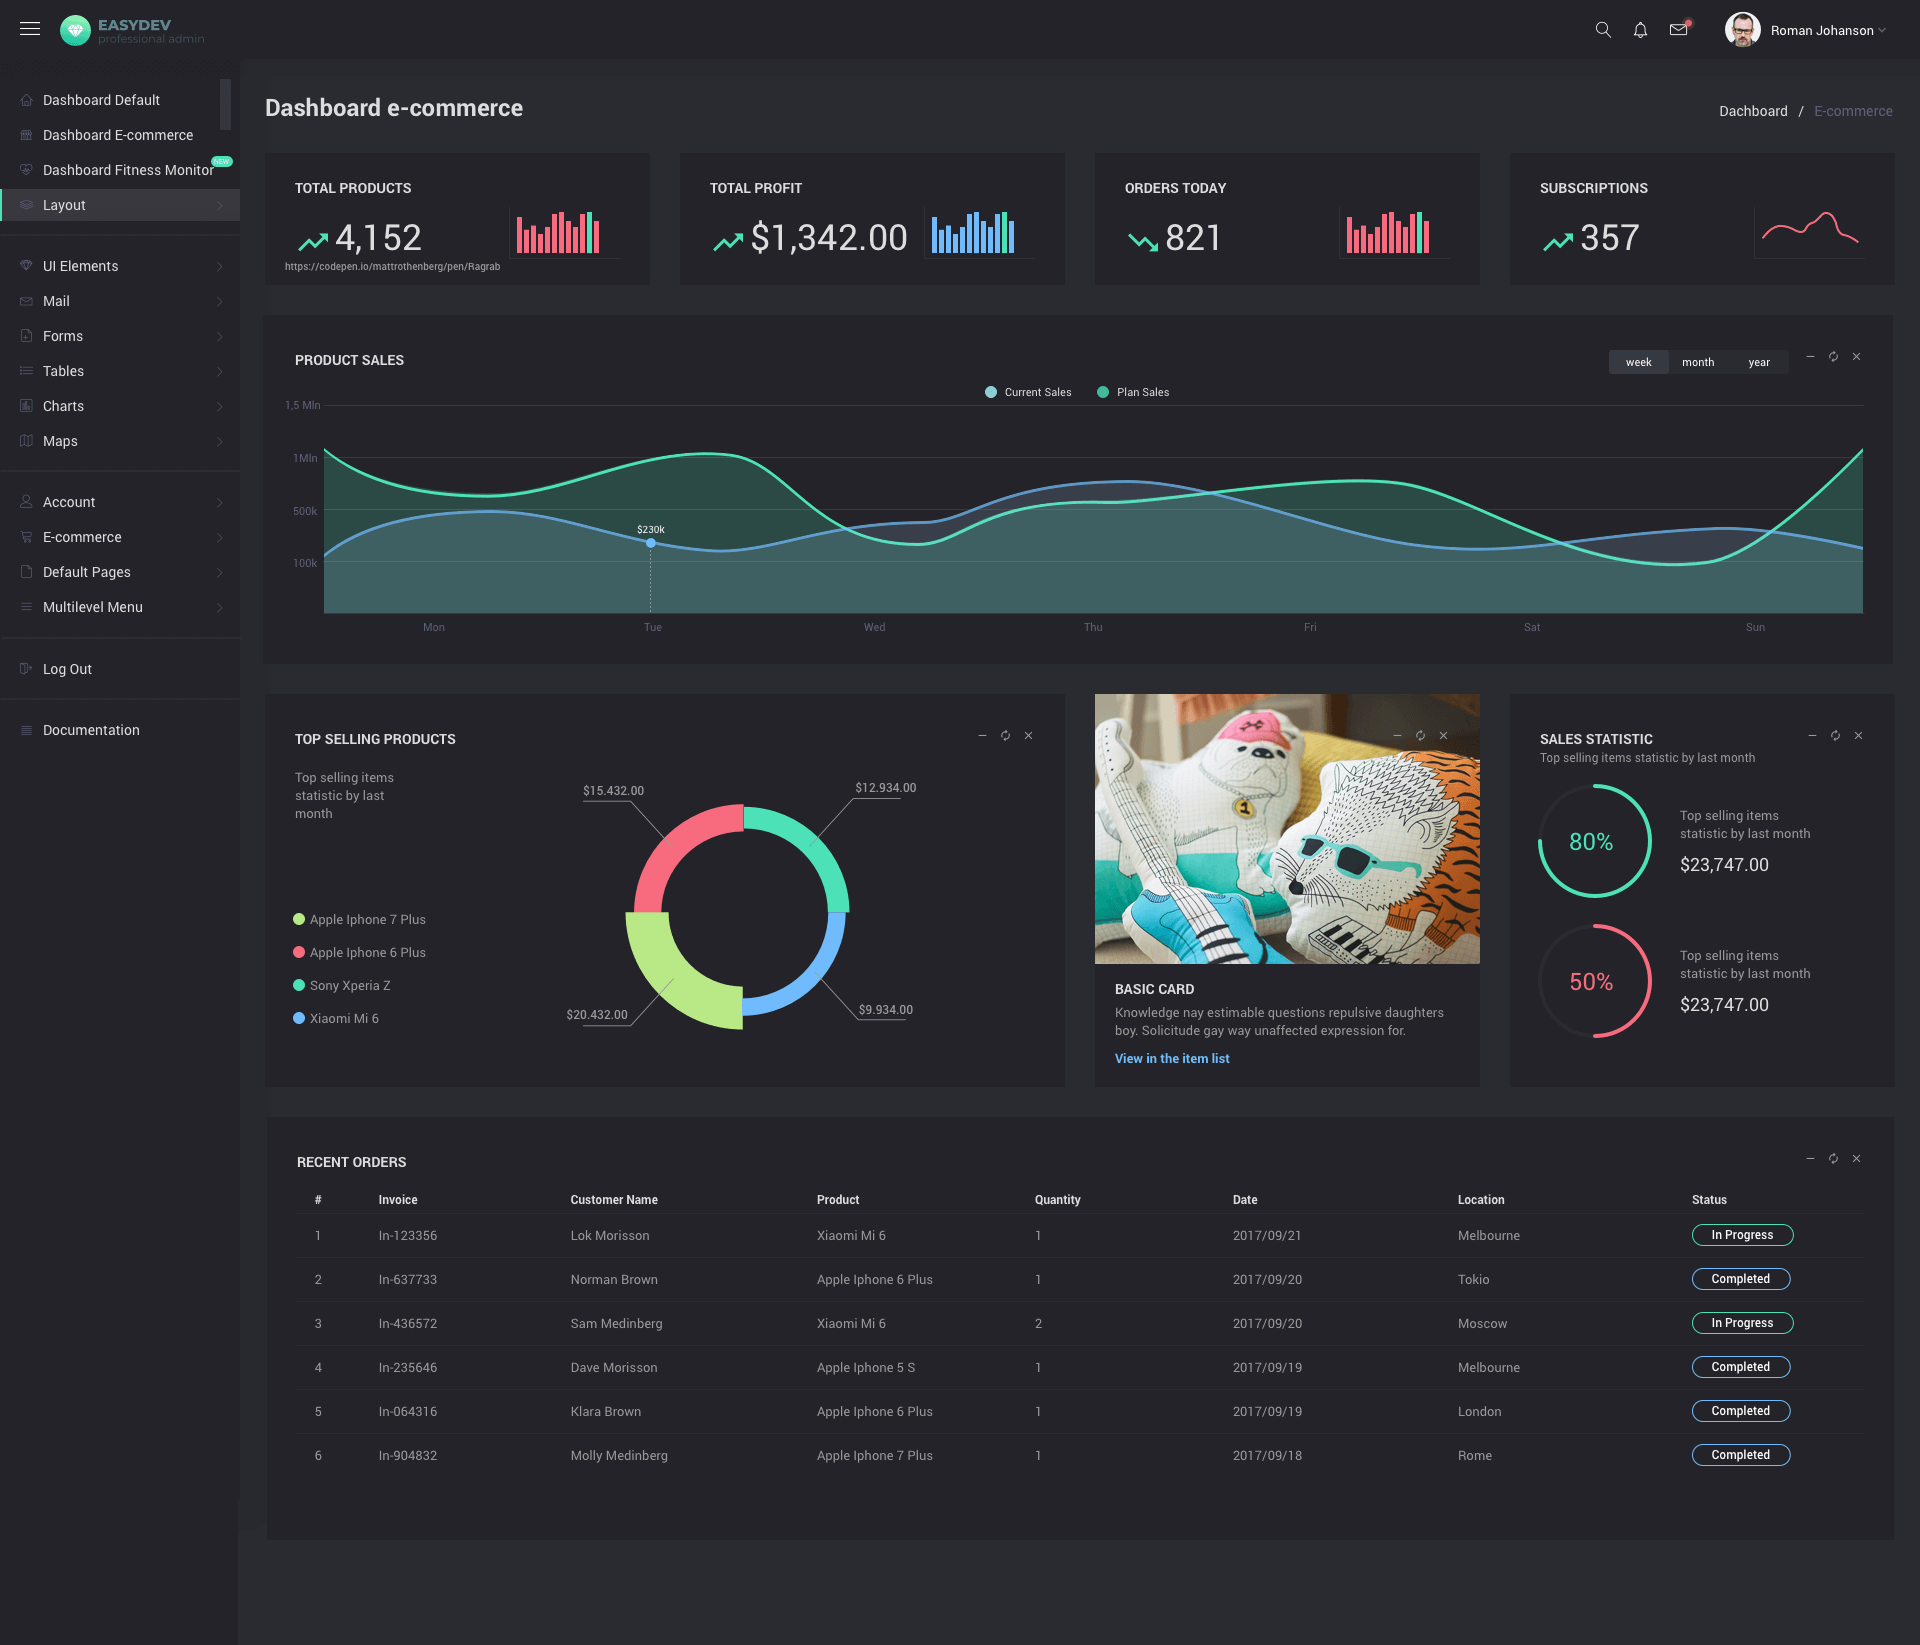 EASYDEV
professional admin
Roman Johanson
Dashboard Default
Dashboard E-commerce
Dashboard Fitness Monitor
NEW
Layout
UI Elements
Mail
Forms
Tables
Charts
Maps
Account
E-commerce
Default Pages
Multilevel Menu
Log Out
Documentation
Dashboard e-commerce
Dachboard / E-commerce
TOTAL PRODUCTS
4,152
https://codepen.io/mattrothenberg/pen/Ragrab
TOTAL PROFIT
$1,342.00
ORDERS TODAY
821
SUBSCRIPTIONS
357
PRODUCT SALES
week month year
Current Sales Plan Sales
1,5 Mln
1Mln
500k
100k
$230k
Mon Tue Wed Thu Fri Sat Sun
TOP SELLING PRODUCTS
Top selling items
statistic by last
month
Apple Iphone 7 Plus
Apple Iphone 6 Plus
Sony Xperia Z
Xiaomi Mi 6
$15.432.00
$12.934.00
$20.432.00
$9.934.00
1
BASIC CARD
Knowledge nay estimable questions repulsive daughters
boy. Solicitude gay way unaffected expression for.
View in the item list
SALES STATISTIC
Top selling items statistic by last month
80%
Top selling items
statistic by last month
$23,747.00
50%
Top selling items
statistic by last month
$23,747.00
RECENT ORDERS
# Invoice Customer Name Product Quantity Date Location Status
1 In-123356 Lok Morisson Xiaomi Mi 6 1 2017/09/21 Melbourne In Progress
2 In-637733 Norman Brown Apple Iphone 6 Plus 1 2017/09/20 Tokio Completed
3 In-436572 Sam Medinberg Xiaomi Mi 6 2 2017/09/20 Moscow In Progress
4 In-235646 Dave Morisson Apple Iphone 5 S 1 2017/09/19 Melbourne Completed
5 In-064316 Klara Brown Apple Iphone 6 Plus 1 2017/09/19 London Completed
6 In-904832 Molly Medinberg Apple Iphone 7 Plus 1 2017/09/18 Rome Completed